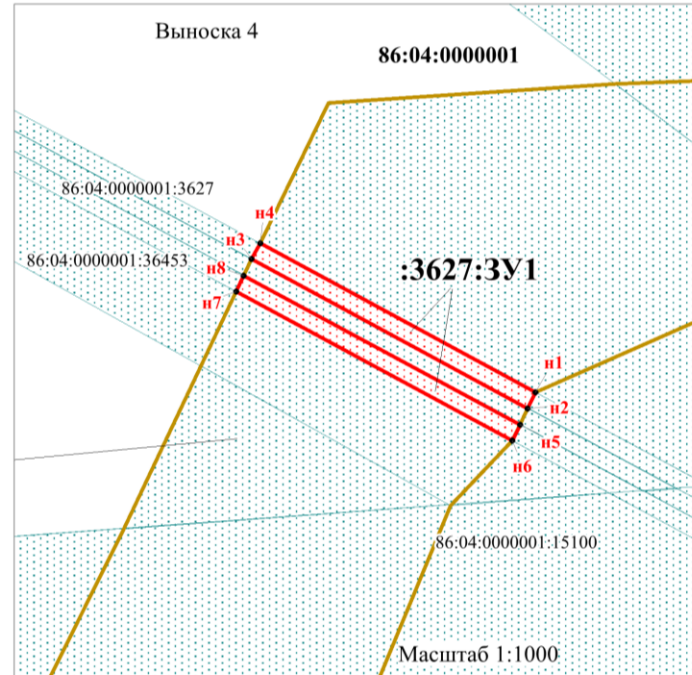 Выноска 4
86:04:0000001
86:04:0000001:3627
н4
н3
86:04:0000001:36453
н8
:3627:ЗУ1
н7
н1
н2
н5
н6
86:04:0000001:15100
Масштаб 1:1000